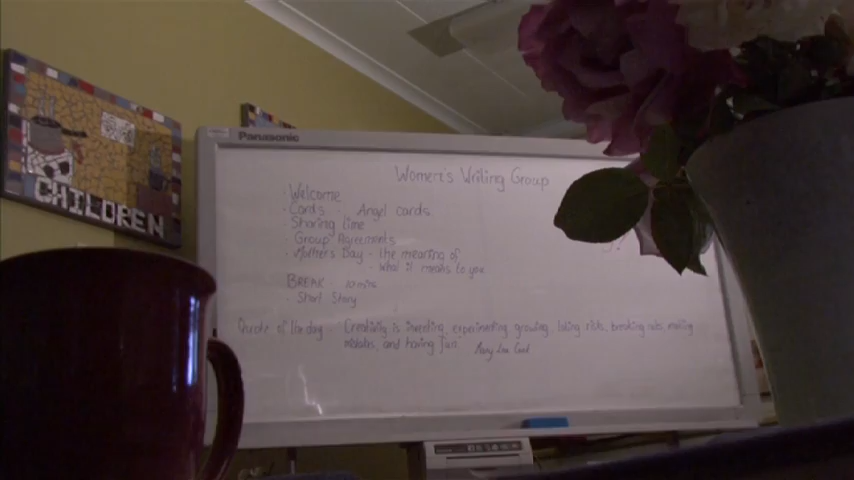 CHILDREN
Panasonic
Women's Writing Group
· Welcome
· Cards - Angel cards
· Sharing time
· Group Agreements
· Mother's Day - the meaning of
- what it means to you
BREAK - 10 mins
· Short Story
Quote of the day - Creativity is inventing, experimenting, growing, taking risks, breaking rules, making
mistakes, and having fun. Mary Lou Cook